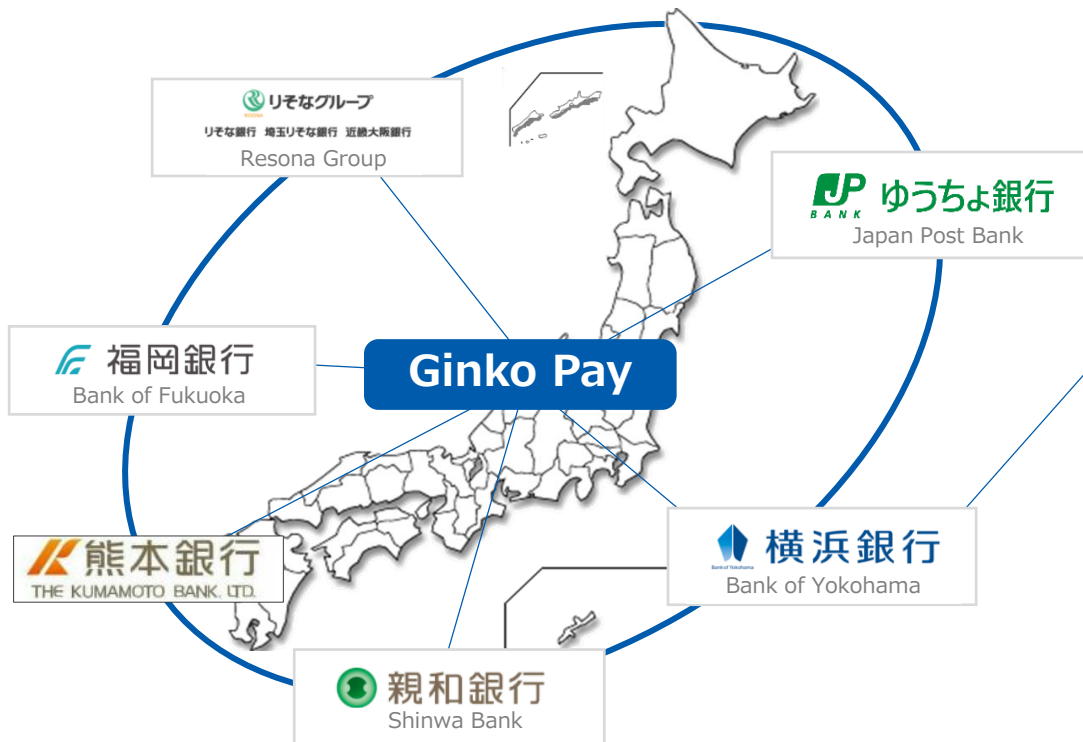 りそなグループ
RESONA
りそな銀行 埼玉りそな銀行 近畿大阪銀行
Resona Group
JP ゆうちょ銀行
BANK
Japan Post Bank
福岡銀行
Bank of Fukuoka
Ginko Pay
熊本銀行
THE KUMAMOTO BANK, LTD.
横浜銀行
Bank of Yokohama
Bank of Yokohama
親和銀行
Shinwa Bank